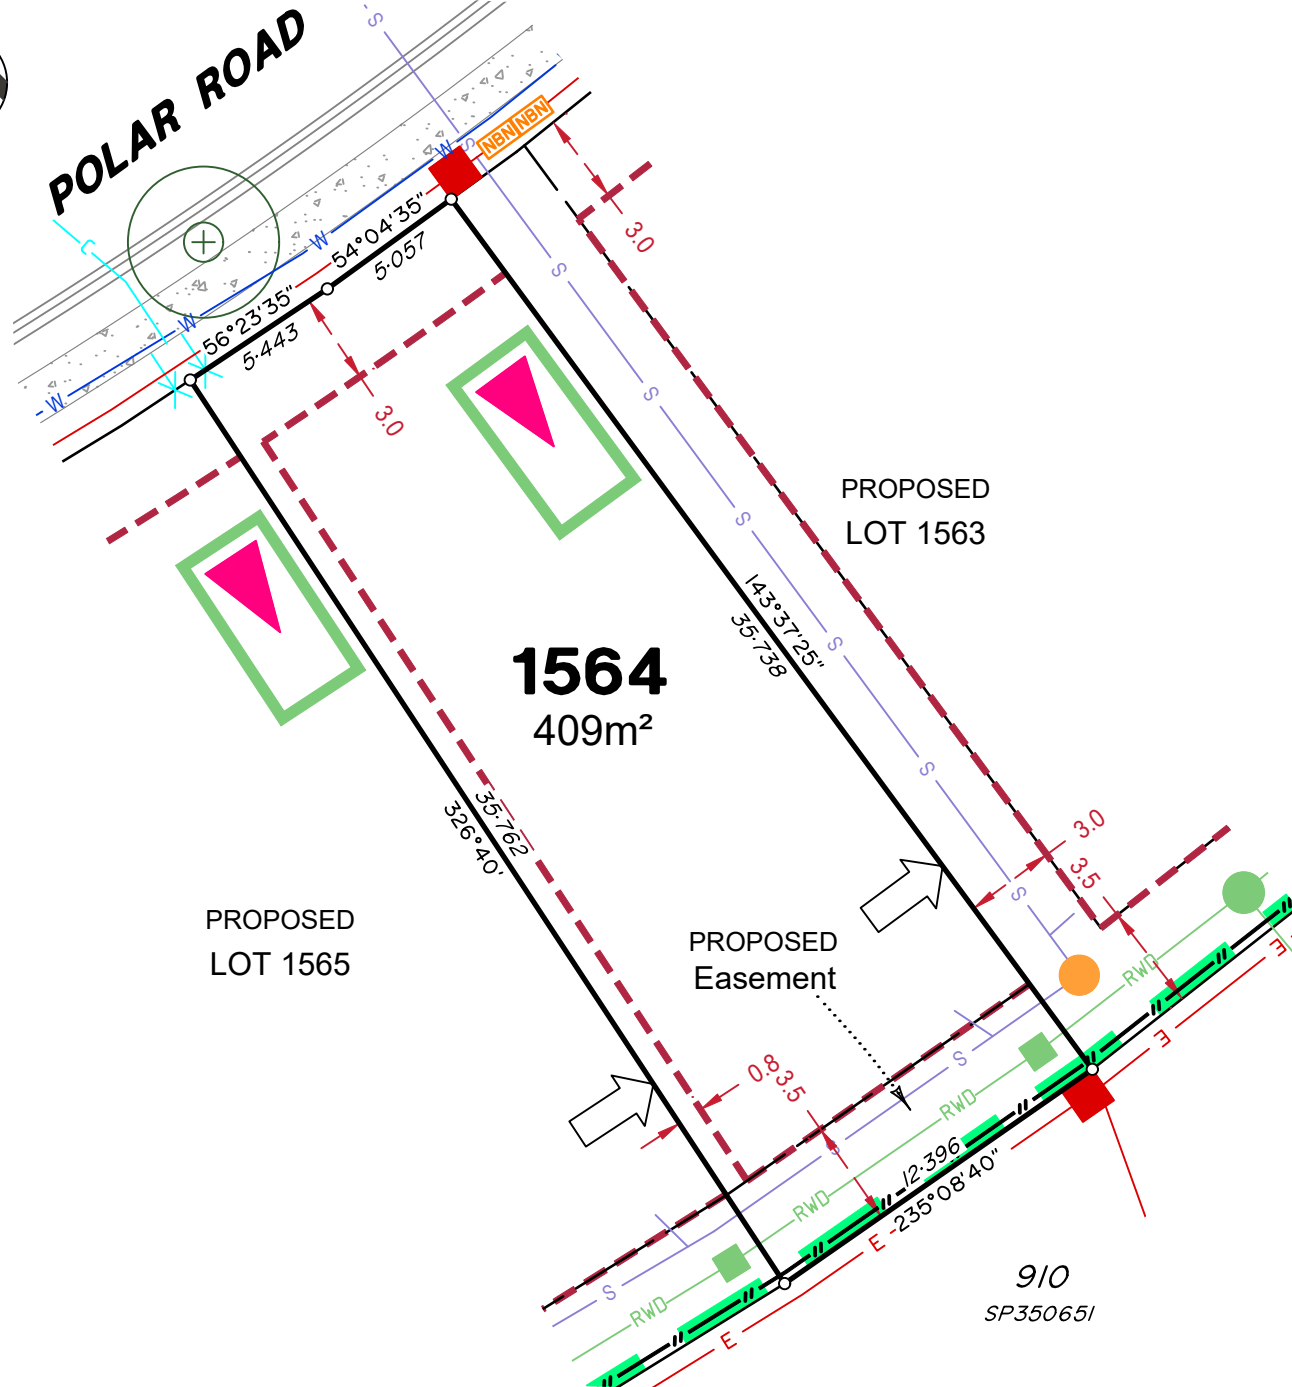 POLAR ROAD
S
S
W
NBN NBN
C
W
W
W
54°04'35"
5·057
56°23'35"
5·443
3.0
3.0
S
S
S
S
S
S
PROPOSED
LOT 1563
143°37'25"
35·738
1564
409m²
35·762
326°40'
PROPOSED
LOT 1565
PROPOSED
Easement
3.0
3.5
0.8
3.5
RWD
RWD
RWD
RWD
S
S
S
12·396
235°08'40"
E
E
E
E
910
SP350651